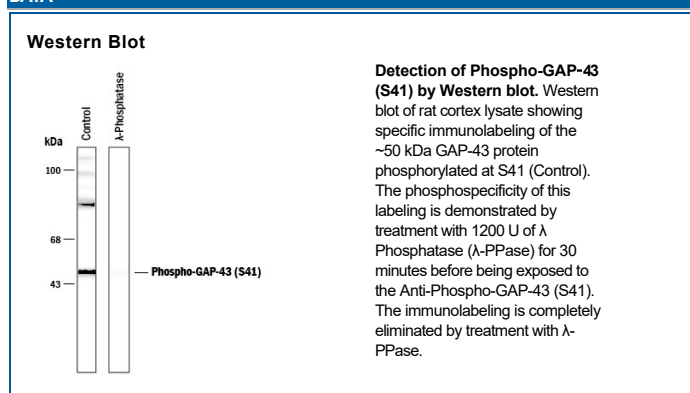 Western Blot
Control
λ-Phosphatase
kDa
100
68
43
Phospho-GAP-43 (S41)
Detection of Phospho-GAP-43
(S41) by Western blot. Western
blot of rat cortex lysate showing
specific immunolabeling of the
~50 kDa GAP-43 protein
phosphorylated at S41 (Control).
The phosphospecificity of this
labeling is demonstrated by
treatment with 1200 U of λ
Phosphatase (λ-PPase) for 30
minutes before being exposed to
the Anti-Phospho-GAP-43 (S41).
The immunolabeling is completely
eliminated by treatment with λ-
PPase.